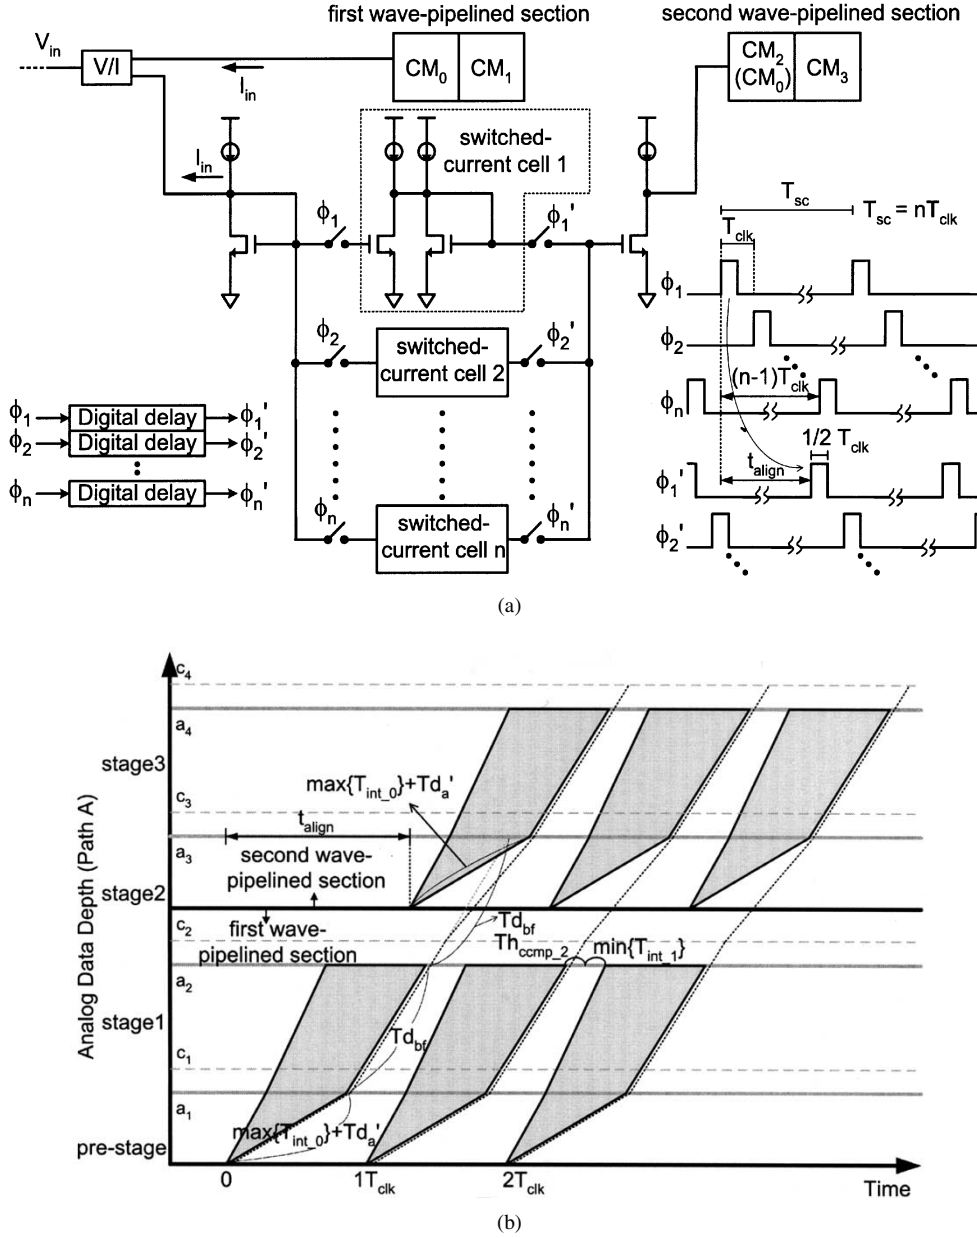 first wave-pipelined section
second wave-pipelined section
V_in
V/I
I_in
CM_0
CM_1
CM_2
(CM_0)
CM_3
I_in
switched-
current cell 1
ϕ_1
ϕ_1'
T_sc
T_sc = nT_clk
T_clk
ϕ_1
ϕ_2
ϕ_2'
switched-
current cell 2
ϕ_2
(n-1)T_clk
ϕ_n
ϕ_1
Digital delay
ϕ_1'
ϕ_2
Digital delay
ϕ_2'
ϕ_n
Digital delay
ϕ_n'
1/2 T_clk
t_align
ϕ_1'
ϕ_n
ϕ_n'
switched-
current cell n
ϕ_2'
(a)
Analog Data Depth (Path A)
c_4
a_4
stage3
max{T_int_0}+Td_a'
c_3
t_align
a_3
second wave-
pipelined section
stage2
c_2
first wave-
pipelined section
Td_bf
Th_ccmp_2
min{T_int_1}
a_2
stage1
Td_bf
c_1
a_1
max{T_int_0}+Td_a'
pre-stage
0
1T_clk
2T_clk
Time
(b)